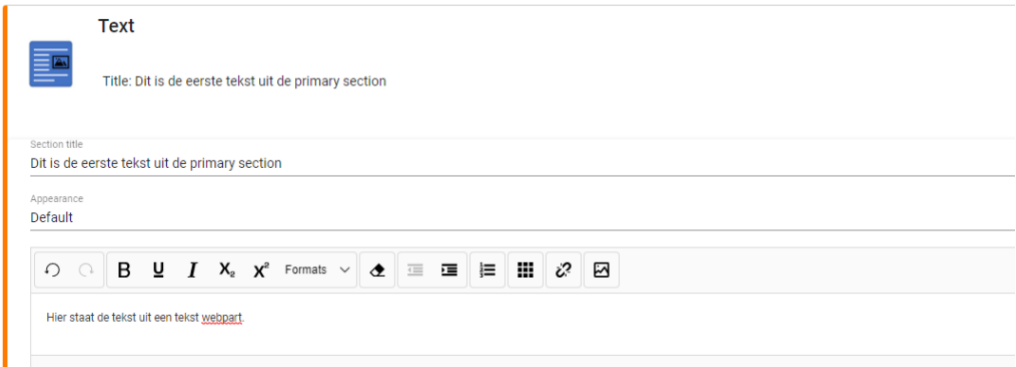 Text
Title: Dit is de eerste tekst uit de primary section
Section title
Dit is de eerste tekst uit de primary section
Appearance
Default
B U I X₂ X² Formats
Hier staat de tekst uit een tekst webpart.